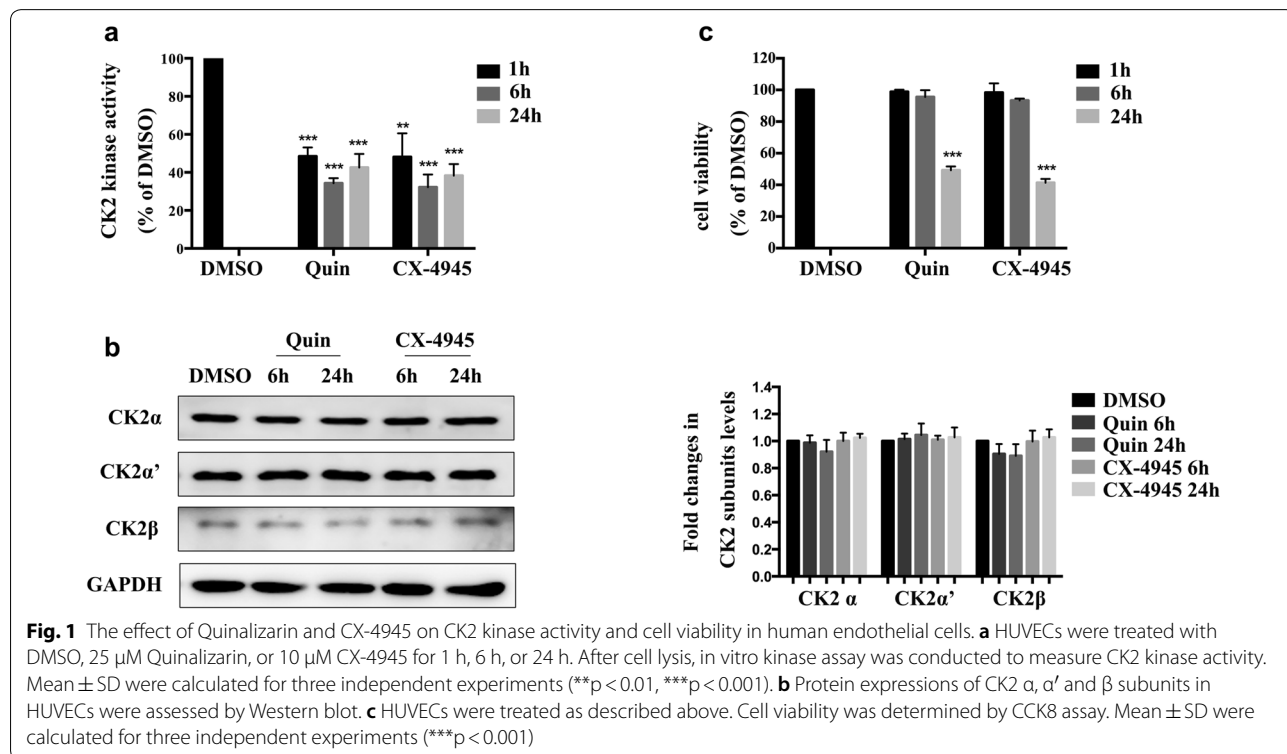 a
100
80
60
40
20
0
CK2 kinase activity
(% of DMSO)
***
***
***
**
***
***
DMSO Quin CX-4945
1h
6h
24h
c
120
100
80
60
40
20
0
cell viability
(% of DMSO)
***
***
DMSO Quin CX-4945
1h
6h
24h
b
Quin CX-4945
DMSO 6h 24h 6h 24h
CK2α
CK2α’
CK2β
GAPDH
1.4
1.2
1.0
0.8
0.6
0.4
0.2
0.0
Fold changes in
CK2 subunits levels
CK2 α CK2α’ CK2β
DMSO
Quin 6h
Quin 24h
CX-4945 6h
CX-4945 24h
Fig. 1 The effect of Quinalizarin and CX-4945 on CK2 kinase activity and cell viability in human endothelial cells. a HUVECs were treated with
DMSO, 25 μM Quinalizarin, or 10 μM CX-4945 for 1 h, 6 h, or 24 h. After cell lysis, in vitro kinase assay was conducted to measure CK2 kinase activity.
Mean ± SD were calculated for three independent experiments (**p < 0.01, ***p < 0.001). b Protein expressions of CK2 α, α′ and β subunits in
HUVECs were assessed by Western blot. c HUVECs were treated as described above. Cell viability was determined by CCK8 assay. Mean ± SD were
calculated for three independent experiments (***p < 0.001)